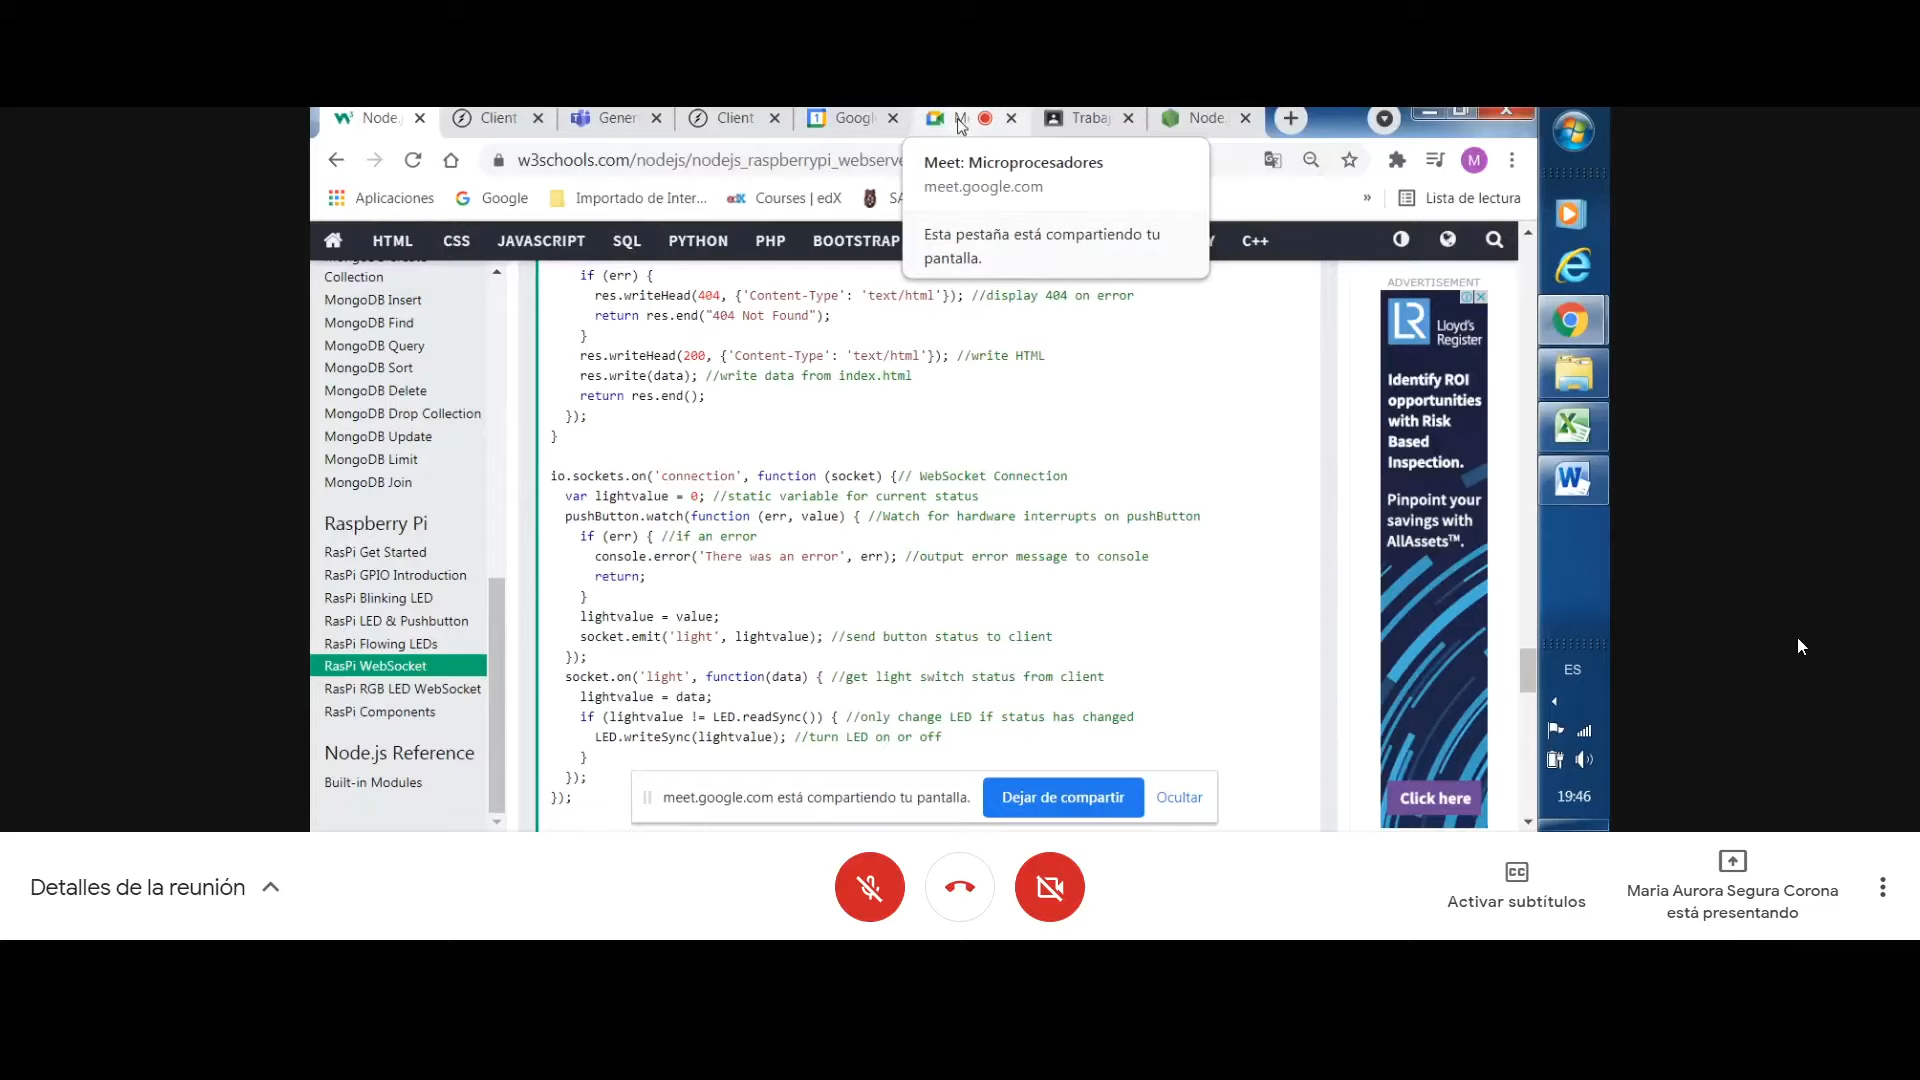 Node.
Client
Gener
Client
1
Googl
M
Traba
Node.
w3schools.com/nodejs/nodejs_raspberrypi_webserve
M
Aplicaciones
Google
Importado de Inter...
edX
Courses | edX
SA
»
Lista de lectura
Meet: Microprocesadores
meet.google.com
Esta pestaña está compartiendo tu
pantalla.
HTML CSS JAVASCRIPT SQL PYTHON PHP BOOTSTRAP
C++
Collection
MongoDB Insert
MongoDB Find
MongoDB Query
MongoDB Sort
MongoDB Delete
MongoDB Drop Collection
MongoDB Update
MongoDB Limit
MongoDB Join
Raspberry Pi
RasPi Get Started
RasPi GPIO Introduction
RasPi Blinking LED
RasPi LED & Pushbutton
RasPi Flowing LEDs
RasPi WebSocket
RasPi RGB LED WebSocket
RasPi Components
Node.js Reference
Built-in Modules
if (err) {
res.writeHead(404, {'Content-Type': 'text/html'}); //display 404 on error
return res.end("404 Not Found");
}
res.writeHead(200, {'Content-Type': 'text/html'}); //write HTML
res.write(data); //write data from index.html
return res.end();
});
}
io.sockets.on('connection', function (socket) {// WebSocket Connection
var lightvalue = 0; //static variable for current status
pushButton.watch(function (err, value) { //Watch for hardware interrupts on pushButton
if (err) { //if an error
console.error('There was an error', err); //output error message to console
return;
}
lightvalue = value;
socket.emit('light', lightvalue); //send button status to client
});
socket.on('light', function(data) { //get light switch status from client
lightvalue = data;
if (lightvalue != LED.readSync()) { //only change LED if status has changed
LED.writeSync(lightvalue); //turn LED on or off
}
});
});
meet.google.com está compartiendo tu pantalla.
Dejar de compartir
Ocultar
ADVERTISEMENT
LR
Lloyd's
Register
Identify ROI
opportunities
with Risk
Based
Inspection.
Pinpoint your
savings with
AllAssets™.
Click here
ES
19:46
Detalles de la reunión
CC
Activar subtítulos
Maria Aurora Segura Corona
está presentando